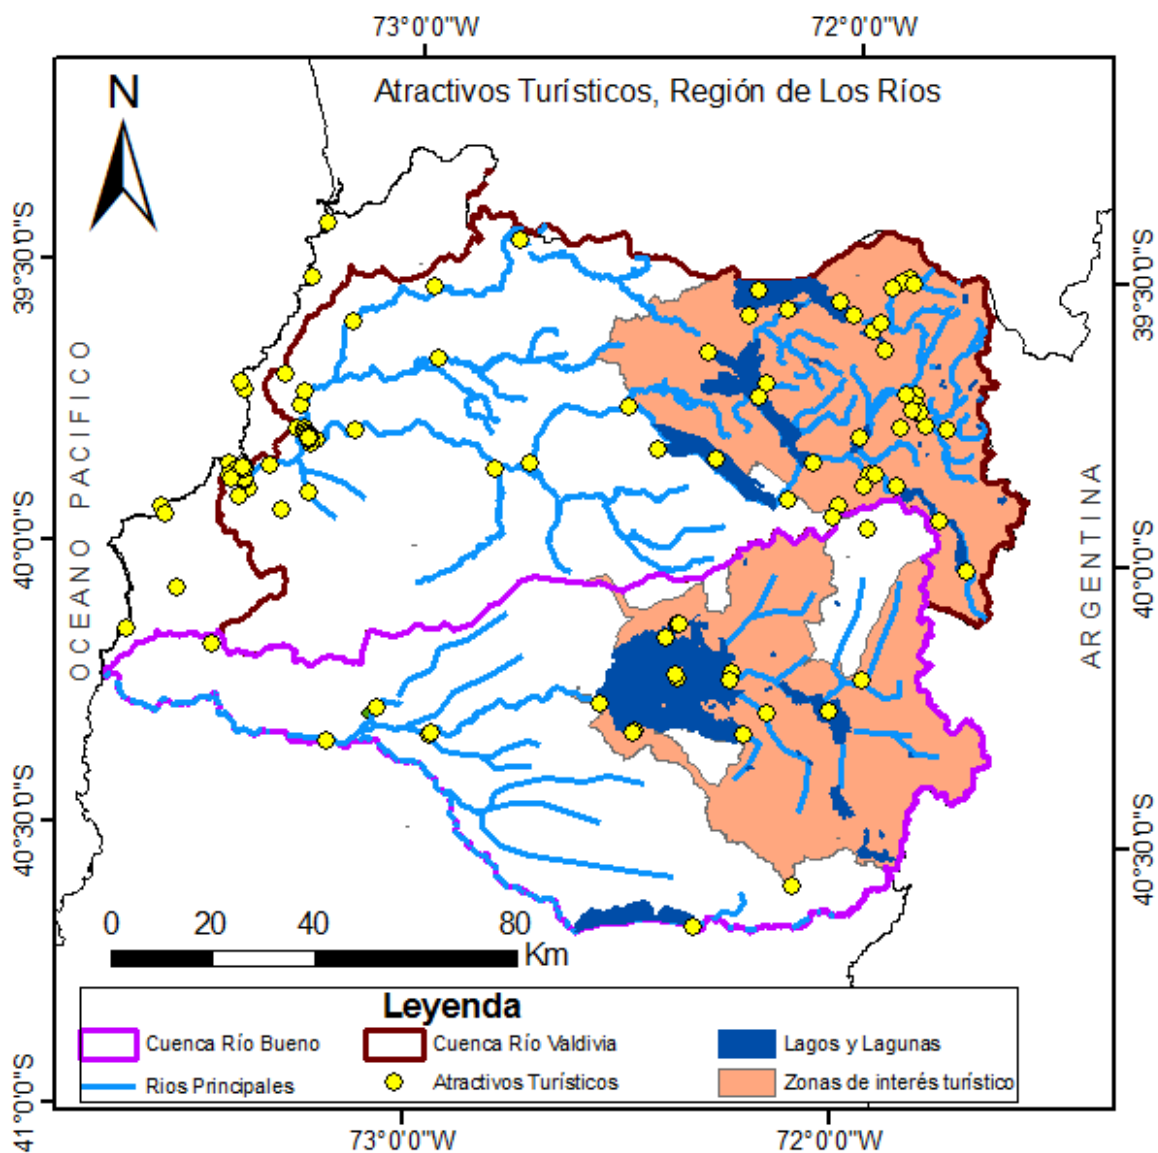 73°0'0"W 72°0'0"W
N
Atractivos Turísticos, Región de Los Ríos
39°30'0"S
39°30'0"S
OCEANO PACIFICO
ARGENTINA
40°0'0"S
40°0'0"S
40°30'0"S
40°30'0"S
0 20 40 80
Km
Leyenda
Cuenca Río Bueno Cuenca Río Valdivia Lagos y Lagunas
Rios Principales Atractivos Turísticos Zonas de interés turístico
41°0'0"S
73°0'0"W 72°0'0"W